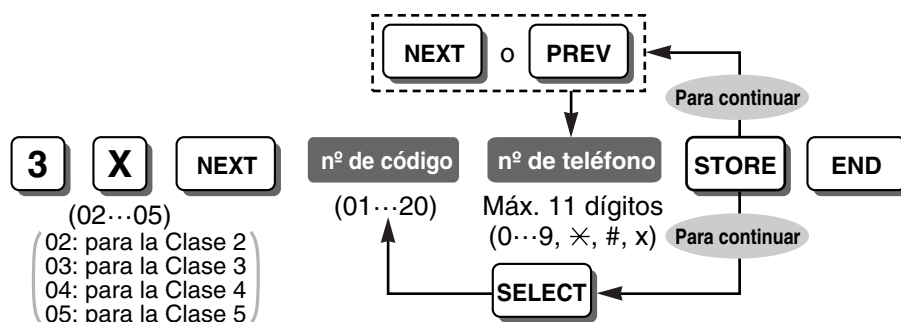 NEXT o PREV
Para continuar
3 X NEXT nº de código nº de teléfono STORE END
(02···05) (01···20) Máx. 11 dígitos
(0···9, ✳, #, x) Para continuar
02: para la Clase 2
03: para la Clase 3
04: para la Clase 4
05: para la Clase 5
SELECT